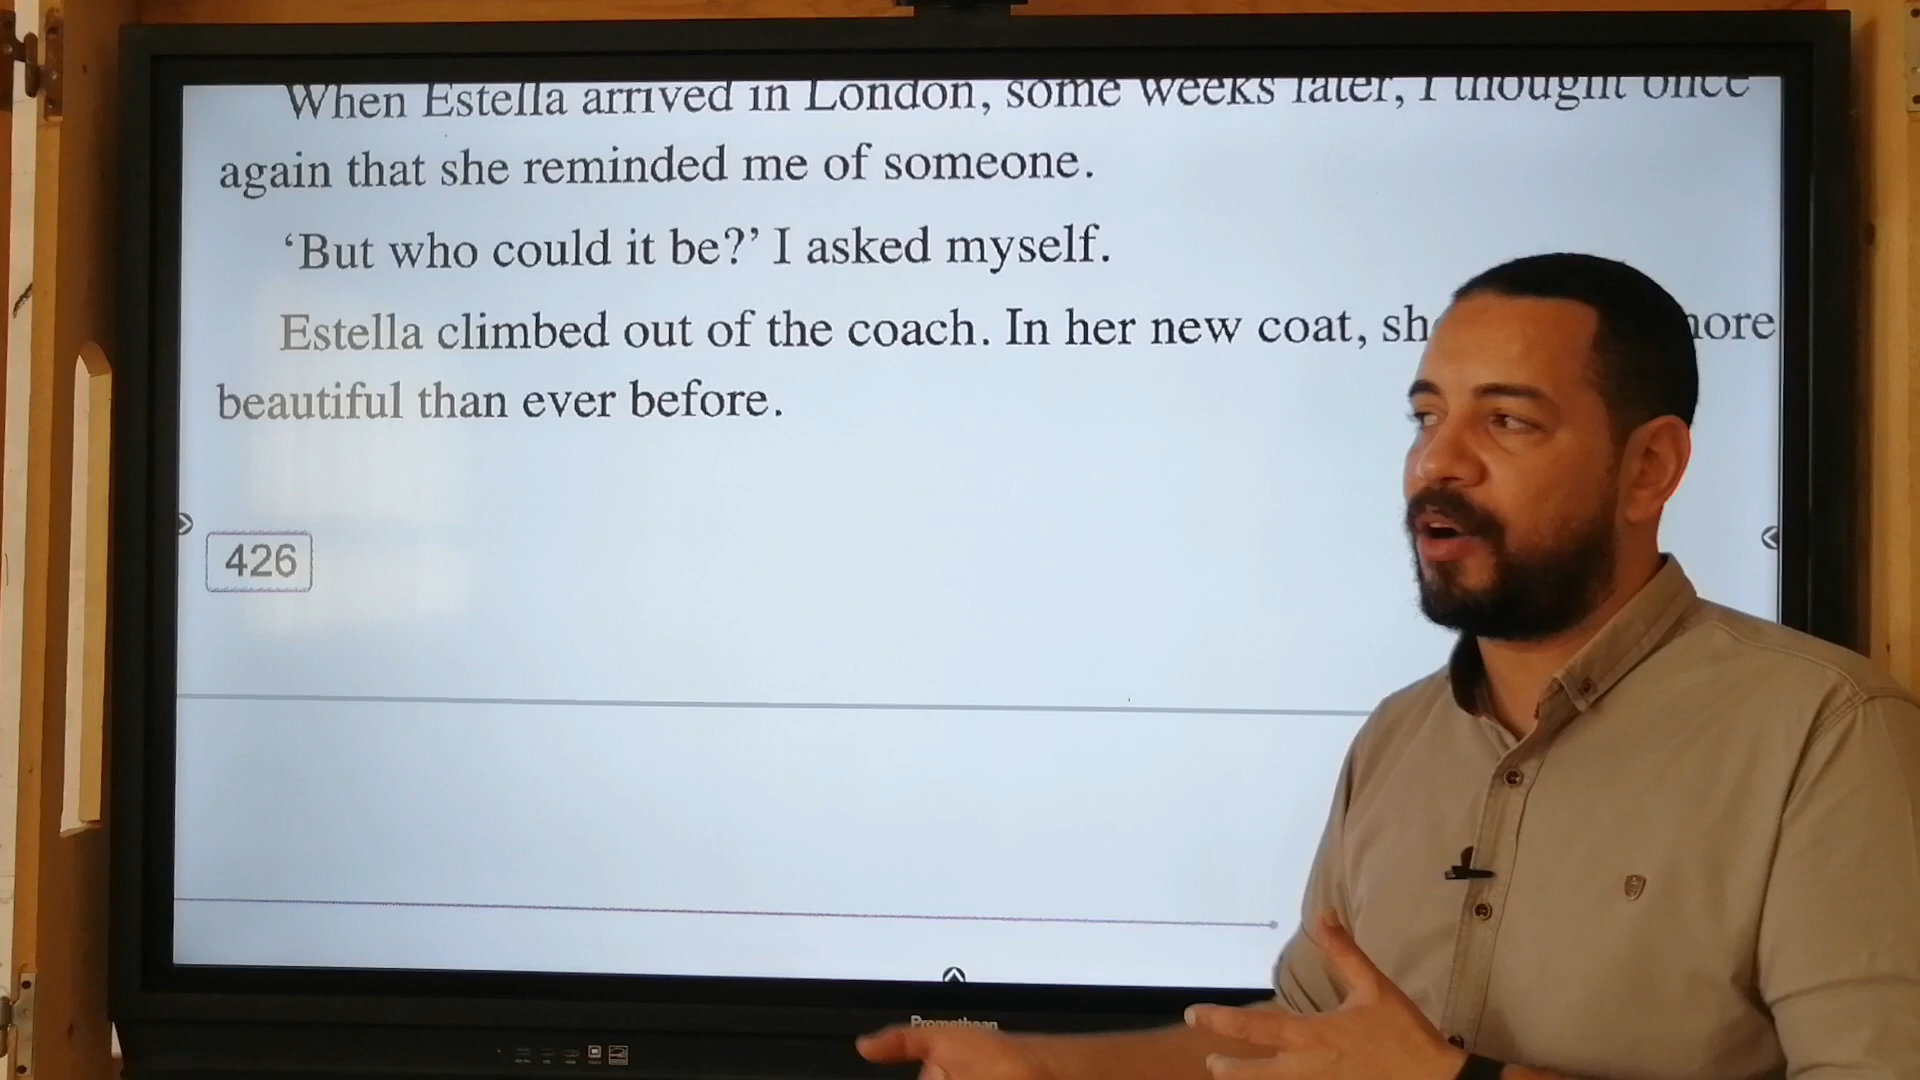 When Estella arrived in London, some weeks later, I thought once
again that she reminded me of someone.
‘But who could it be?’ I asked myself.
Estella climbed out of the coach. In her new coat, sh ore
beautiful than ever before.
426
Promethean